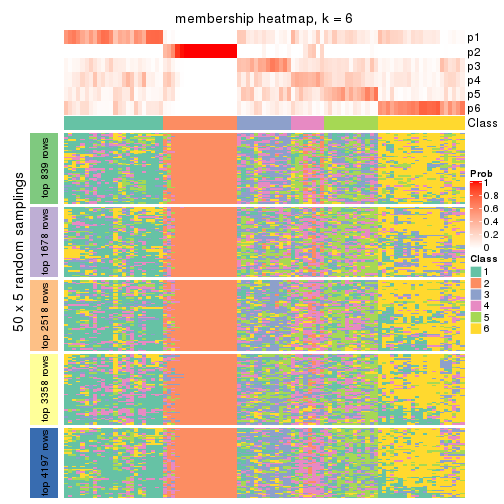 membership heatmap, k = 6
p1
p2
p3
p4
p5
p6
Class
50 x 5 random samplings
top 839 rows
top 1678 rows
top 2518 rows
top 3358 rows
top 4197 rows
Prob
1
0.8
0.6
0.4
0.2
0
Class
1
2
3
4
5
6